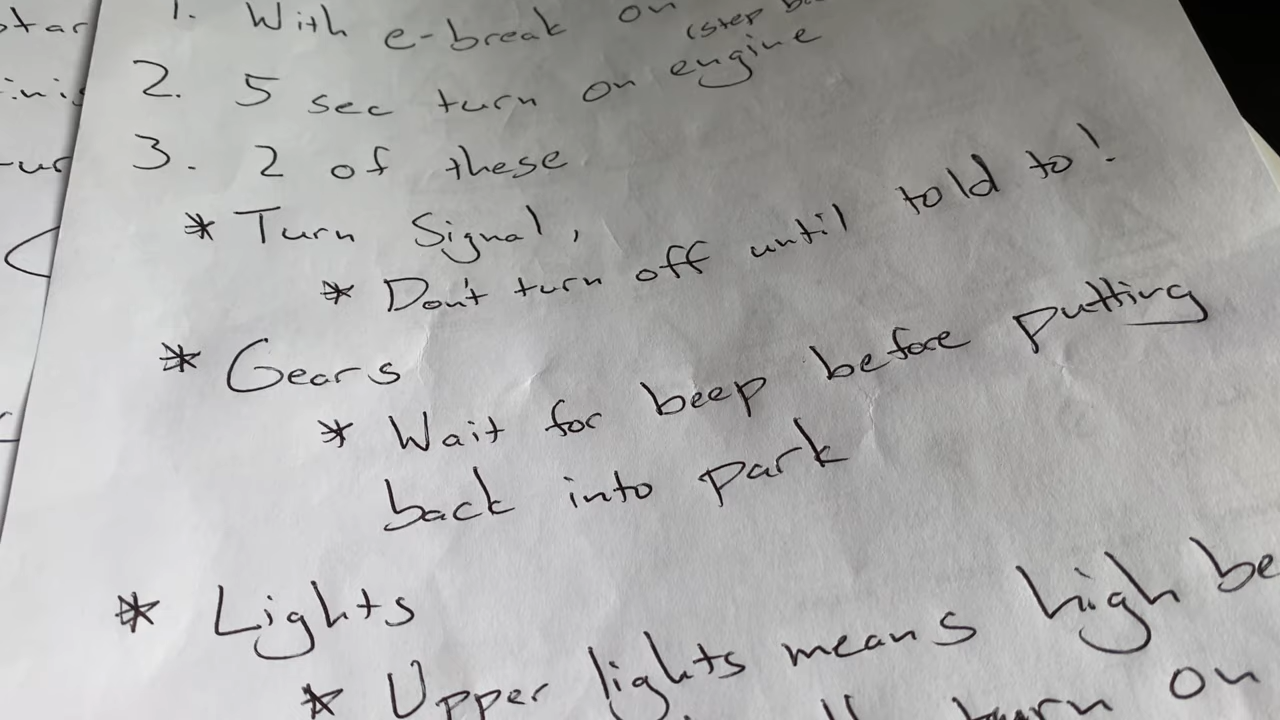 1. With e-break on
(step
2. 5 sec turn on engine
3. 2 of these
* Turn Signal,
* Don't turn off until told to!
* Gears
* Wait for beep before putting
back into park
* Lights
* Upper lights means high be
turn on